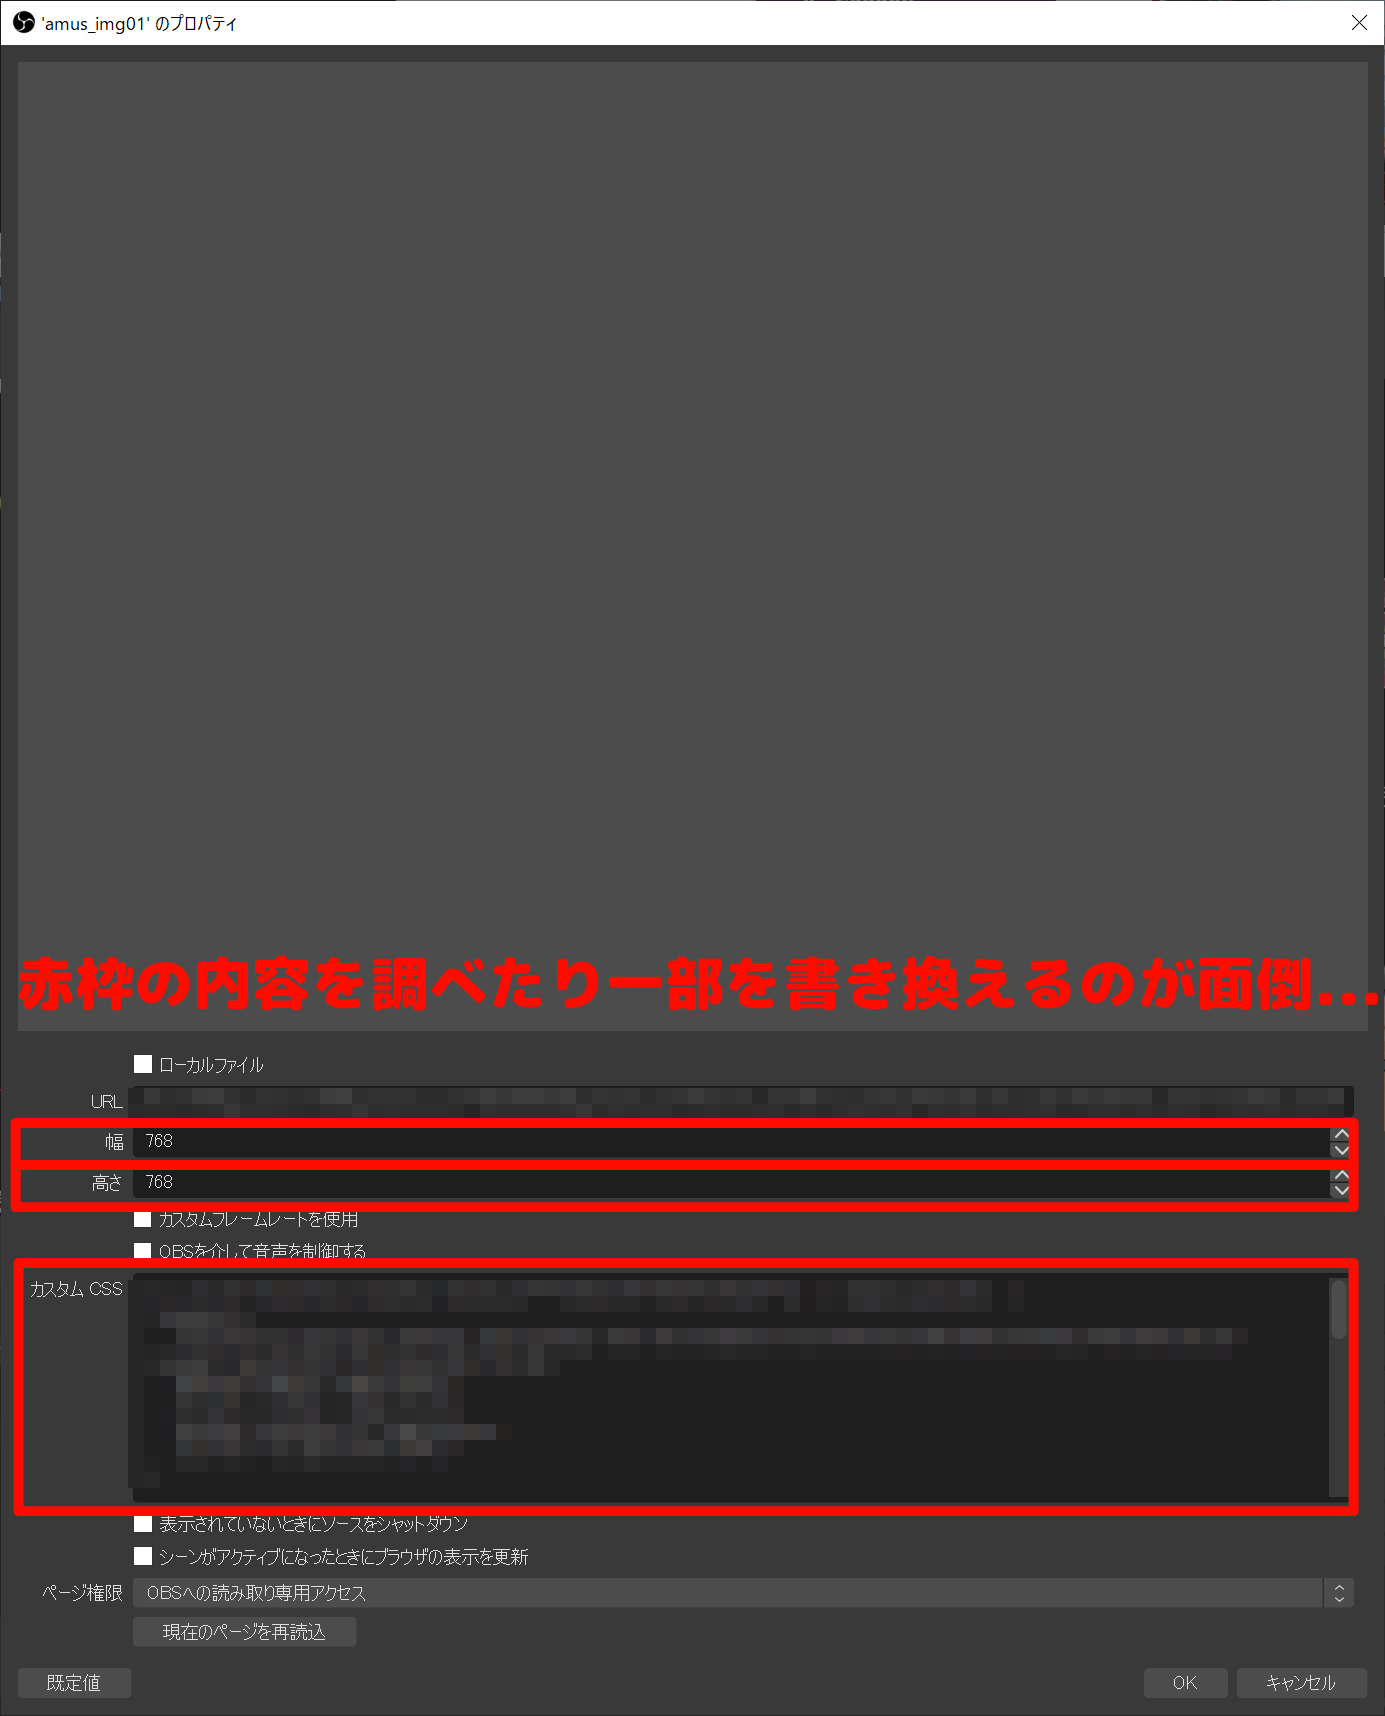 'amus_img01' のプロパティ
赤枠の内容を調べたり一部を書き換えるのが面倒...
ローカルファイル
URL
幅 768
高さ 768
カスタムフレームレートを使用
OBSを介して音声を制御する
カスタム CSS
表示されていないときにソースをシャットダウン
シーンがアクティブになったときにブラウザの表示を更新
ページ権限 OBSへの読み取り専用アクセス
現在のページを再読込
既定値 OK キャンセル